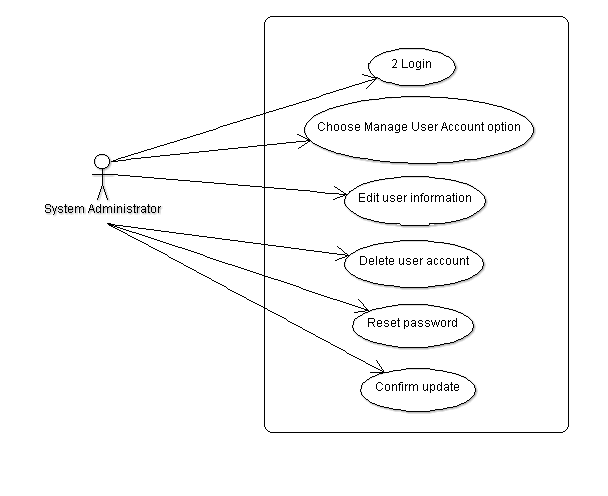 2 Login
Choose Manage User Account option
Edit user information
System Administrator
Delete user account
Reset password
Confirm update